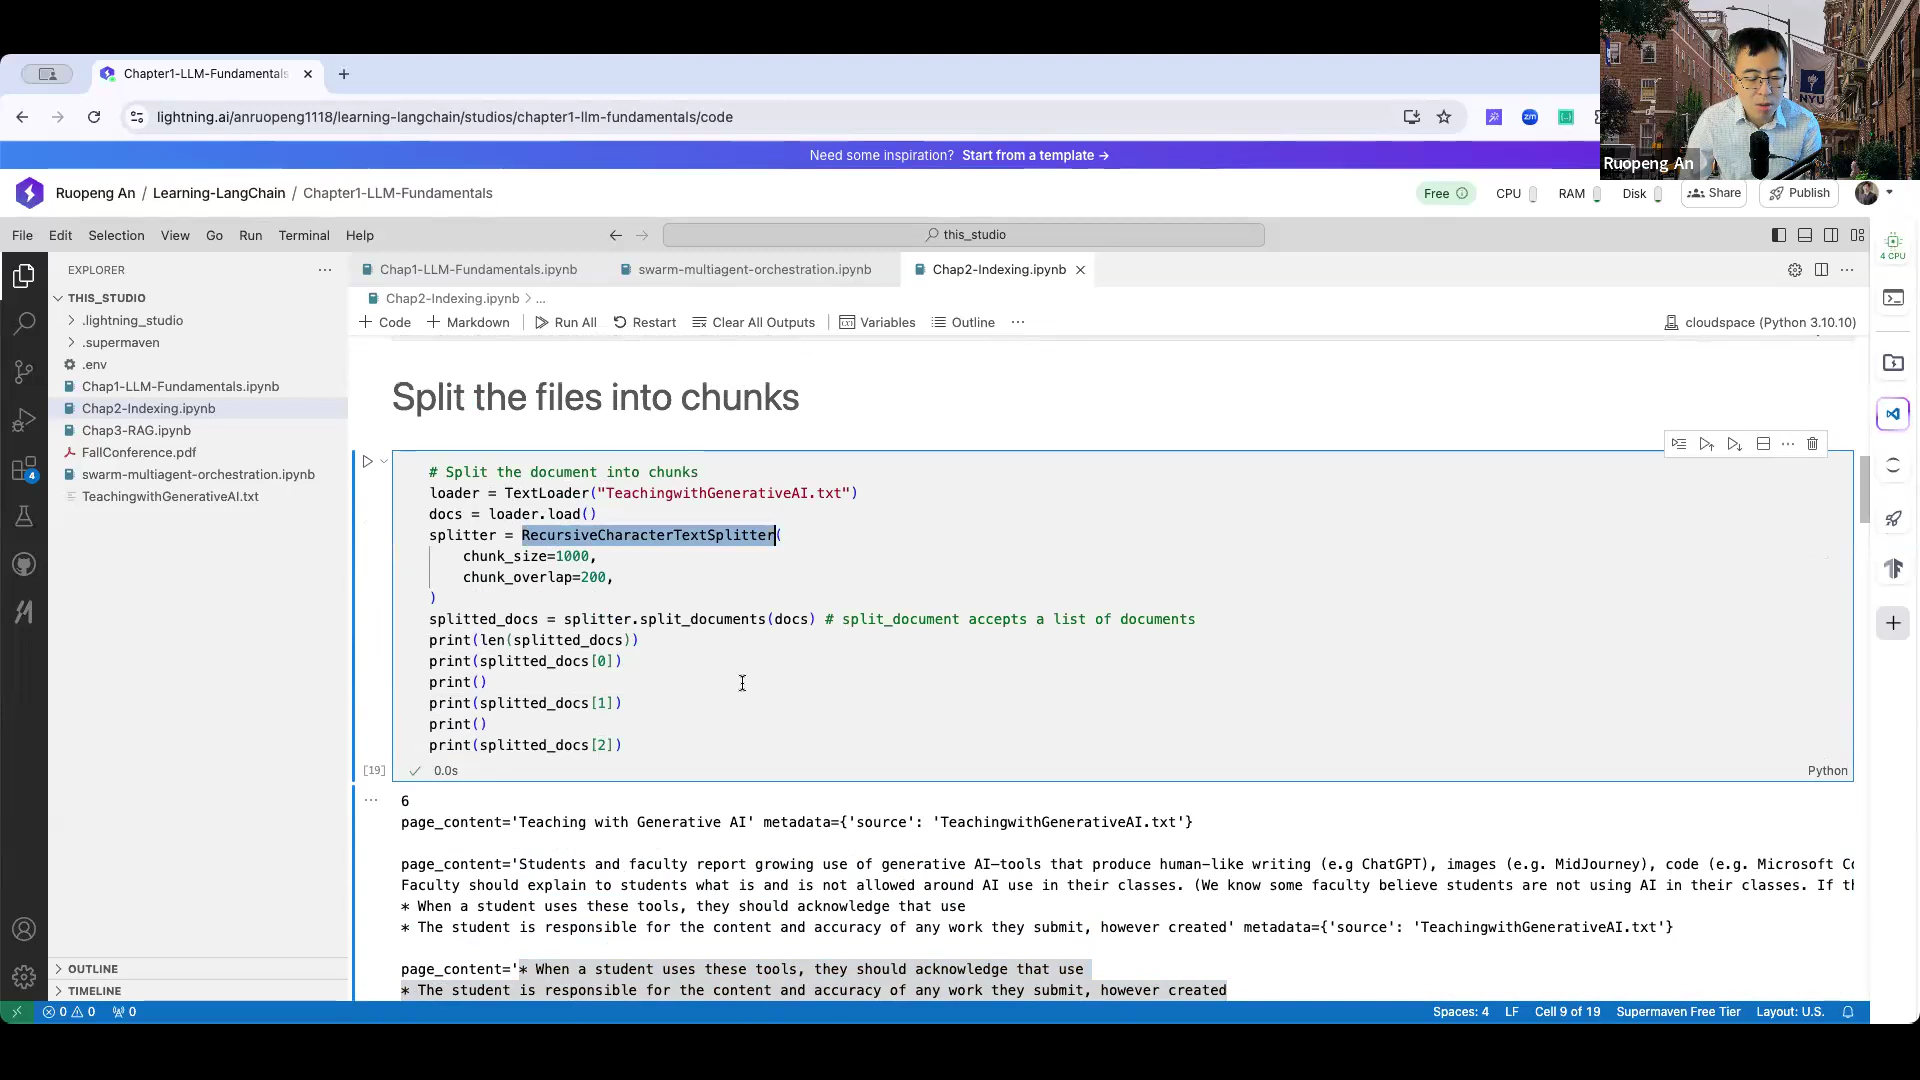 Chapter1-LLM-Fundamentals
lightning.ai/anruopeng1118/learning-langchain/studios/chapter1-llm-fundamentals/code
zm
NYU
Ruopeng An
Need some inspiration? Start from a template →
Ruopeng An / Learning-LangChain / Chapter1-LLM-Fundamentals
Free CPU RAM Disk Share Publish
File Edit Selection View Go Run Terminal Help
this_studio
4 CPU
EXPLORER
THIS_STUDIO
.lightning_studio
.supermaven
.env
Chap1-LLM-Fundamentals.ipynb
Chap2-Indexing.ipynb
Chap3-RAG.ipynb
FallConference.pdf
swarm-multiagent-orchestration.ipynb
TeachingwithGenerativeAI.txt
4
OUTLINE
TIMELINE
Chap1-LLM-Fundamentals.ipynb swarm-multiagent-orchestration.ipynb Chap2-Indexing.ipynb
Chap2-Indexing.ipynb > ...
+ Code + Markdown Run All Restart Clear All Outputs Variables Outline ... cloudspace (Python 3.10.10)
Split the files into chunks
# Split the document into chunks
loader = TextLoader("TeachingwithGenerativeAI.txt")
docs = loader.load()
splitter = RecursiveCharacterTextSplitter(
chunk_size=1000,
chunk_overlap=200,
)
splitted_docs = splitter.split_documents(docs) # split_document accepts a list of documents
print(len(splitted_docs))
print(splitted_docs[0])
print()
print(splitted_docs[1])
print()
print(splitted_docs[2])
[19] 0.0s Python
6
page_content='Teaching with Generative AI' metadata={'source': 'TeachingwithGenerativeAI.txt'}
page_content='Students and faculty report growing use of generative AI—tools that produce human-like writing (e.g ChatGPT), images (e.g. MidJourney), code (e.g. Microsoft
Faculty should explain to students what is and is not allowed around AI use in their classes. (We know some faculty believe students are not using AI in their classes. If
* When a student uses these tools, they should acknowledge that use
* The student is responsible for the content and accuracy of any work they submit, however created' metadata={'source': 'TeachingwithGenerativeAI.txt'}
page_content='* When a student uses these tools, they should acknowledge that use
* The student is responsible for the content and accuracy of any work they submit, however created
0 0 0 Spaces: 4 LF Cell 9 of 19 Supermaven Free Tier Layout: U.S.